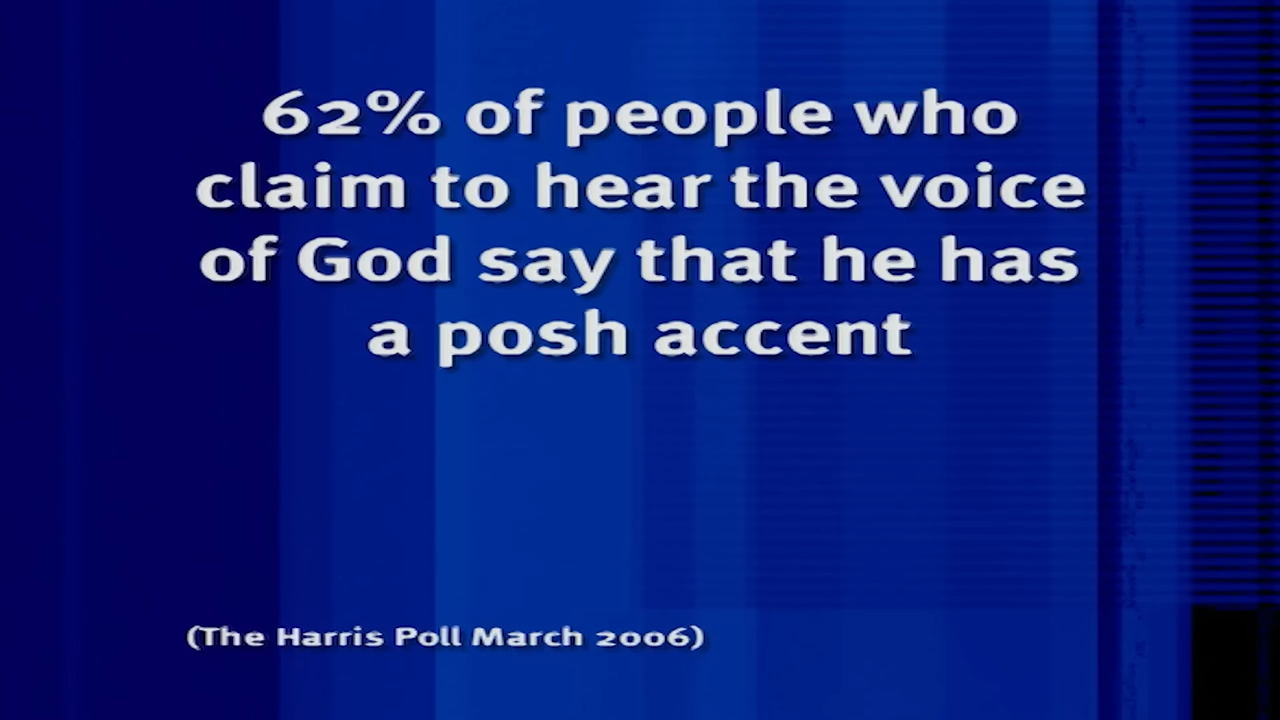 62% of people who
claim to hear the voice
of God say that he has
a posh accent
(The Harris Poll March 2006)